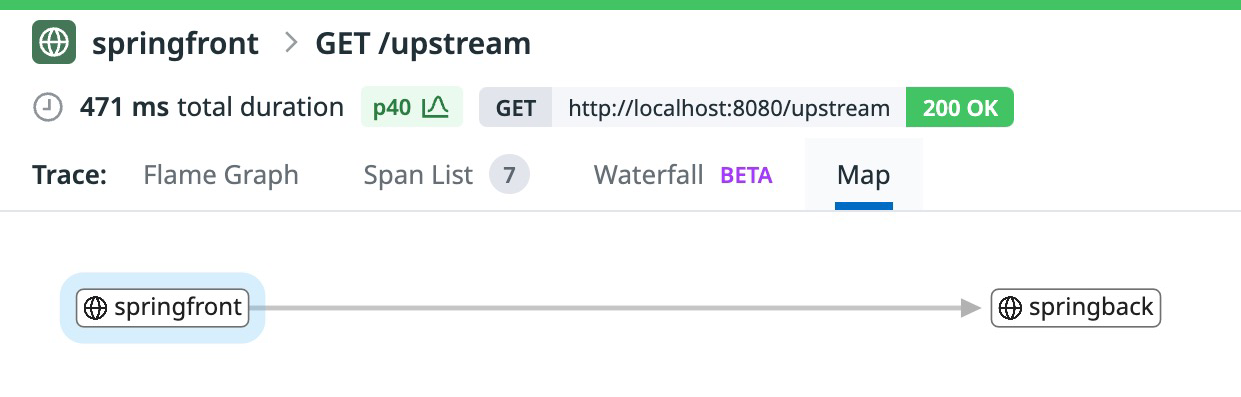 springfront > GET /upstream
471 ms total duration p40 GET http://localhost:8080/upstream 200 OK
Trace: Flame Graph Span List 7 Waterfall BETA Map
springfront springback